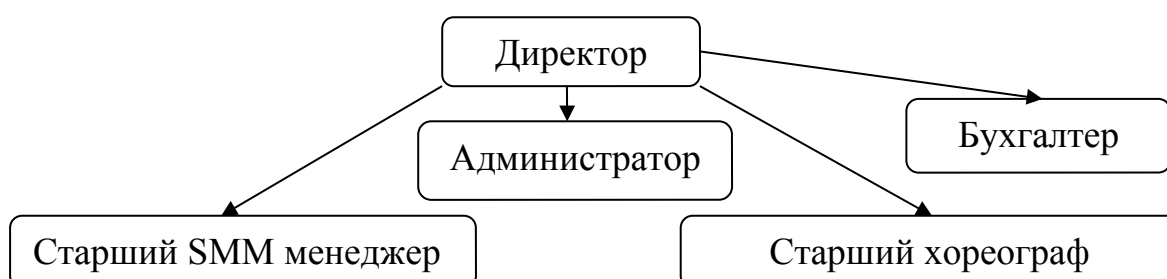 Директор
Бухгалтер
Администратор
Старший SMM менеджер
Старший хореограф